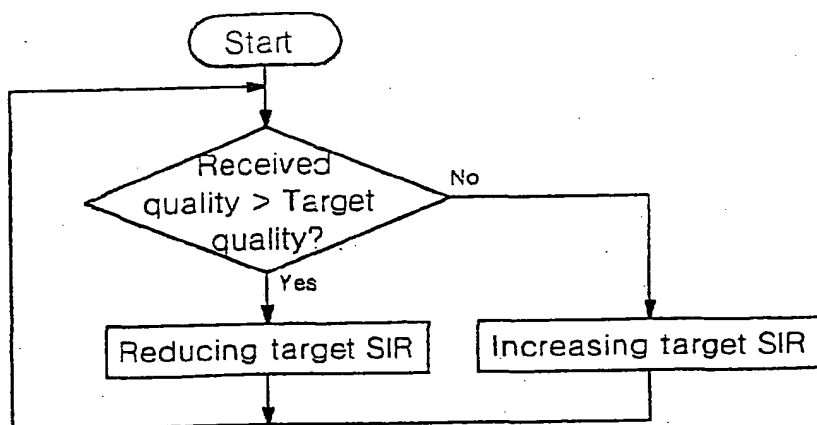 Start
Received
quality > Target
quality?
No
Yes
Reducing target SIR
Increasing target SIR